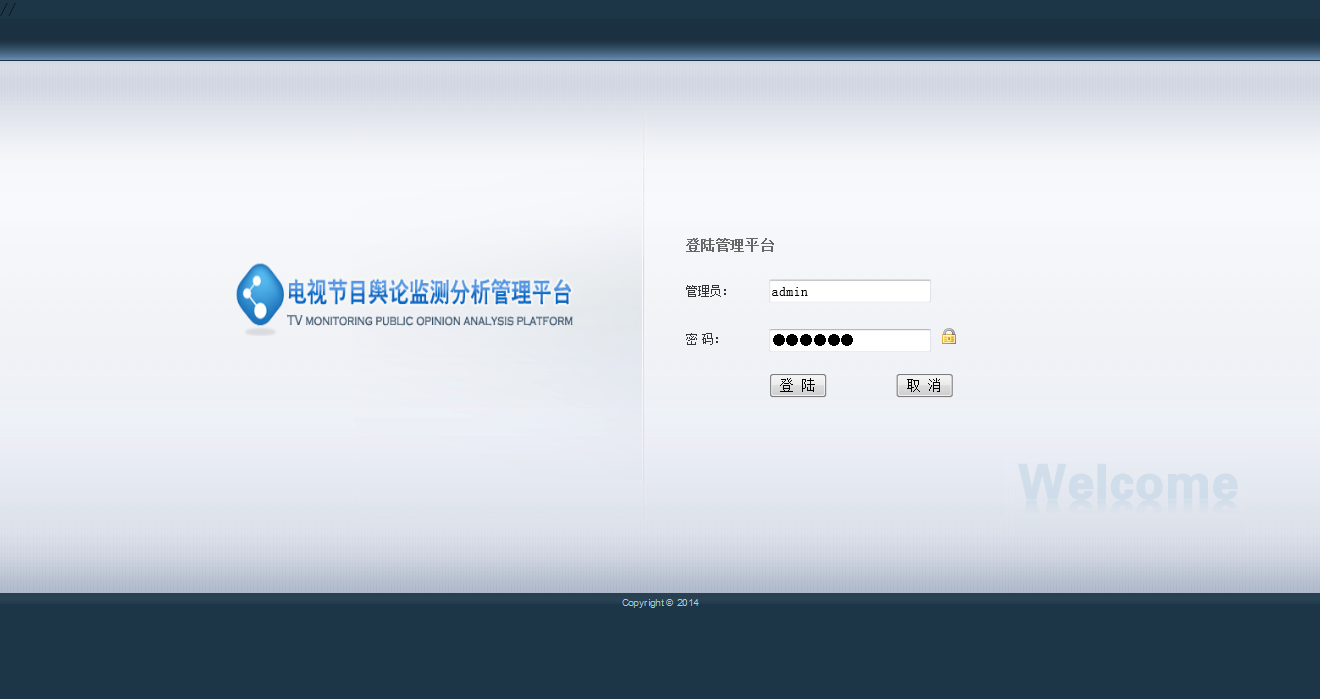 //
电视节目舆论监测分析管理平台
TV MONITORING PUBLIC OPINION ANALYSIS PLATFORM
登陆管理平台
管理员：
admin
密 码：
●●●●●●
登 陆
取 消
Welcome
Copyright © 2014